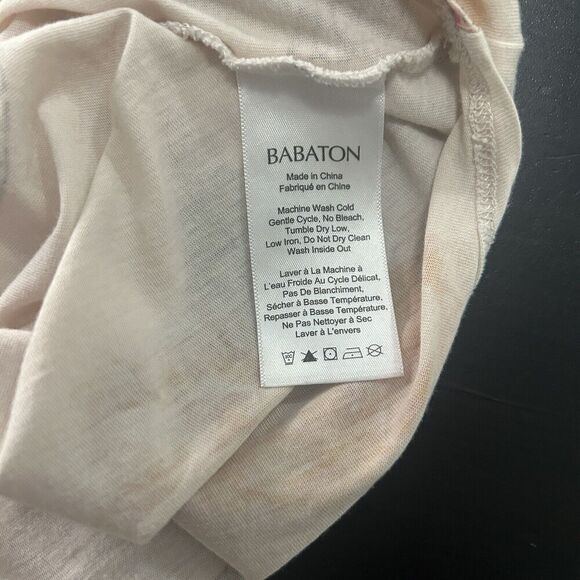 BABATON
Made in China
Fabriqué en Chine
Machine Wash Cold
Gentle Cycle, No Bleach,
Tumble Dry Low,
Low Iron, Do Not Dry Clean
Wash Inside Out
Laver à La Machine à
L'eau Froide Au Cycle Délicat,
Pas De Blanchiment,
Sécher à Basse Température,
Repasser à Basse Température,
Ne Pas Nettoyer à Sec
Laver à L'envers